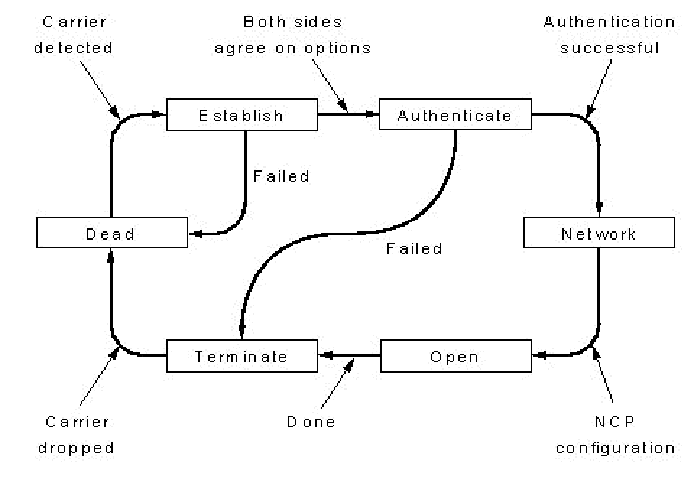 Carrier
detected
Both sides
agree on options
Authentication
successful
Establish
Authenticate
Failed
Dead
Network
Failed
Terminate
Open
Carrier
dropped
Done
NCP
configuration